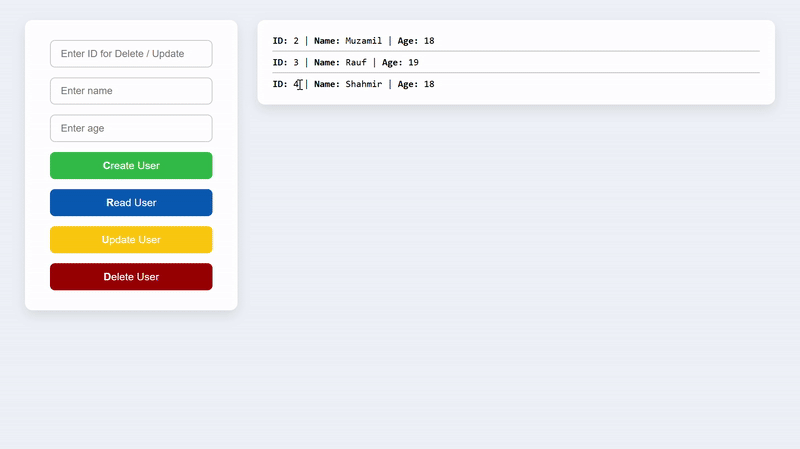 Enter ID for Delete / Update
Enter name
Enter age
Create User
Read User
Update User
Delete User
ID: 2 | Name: Muzamil | Age: 18
ID: 3 | Name: Rauf | Age: 19
ID: 4 | Name: Shahmir | Age: 18